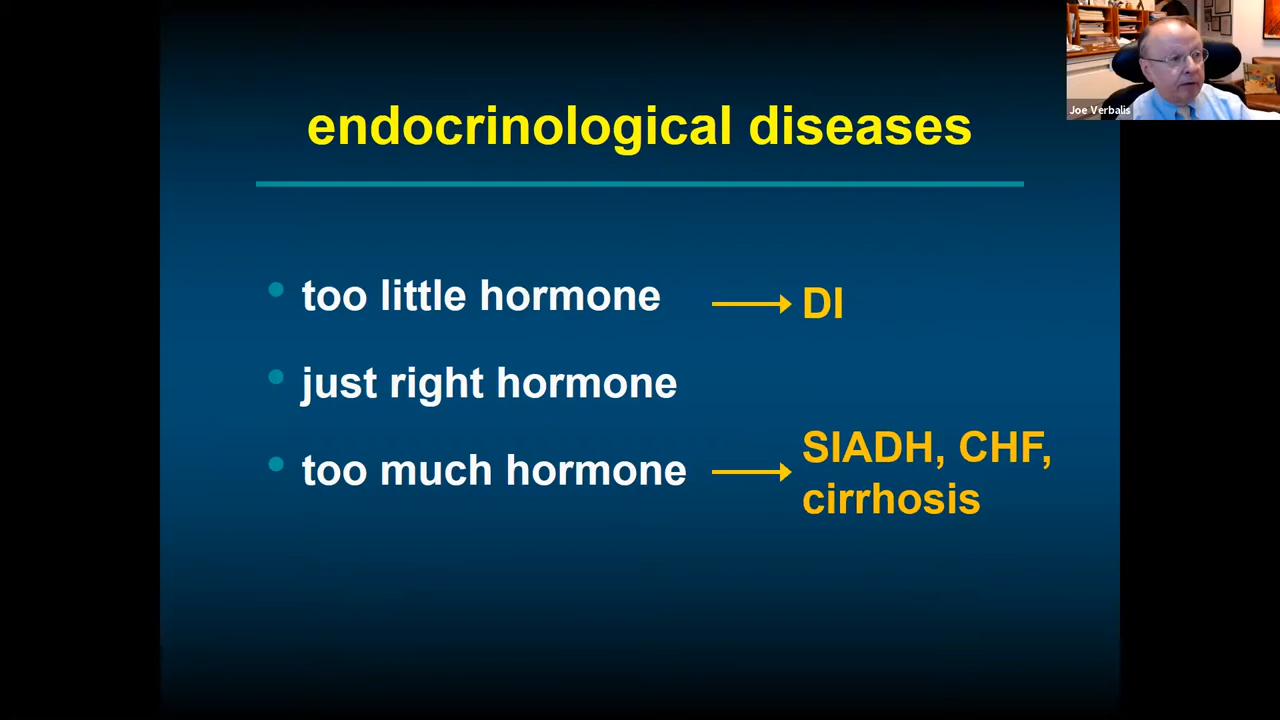 Joe Verbalis
endocrinological diseases
• too little hormone → DI
• just right hormone
• too much hormone → SIADH, CHF,
cirrhosis